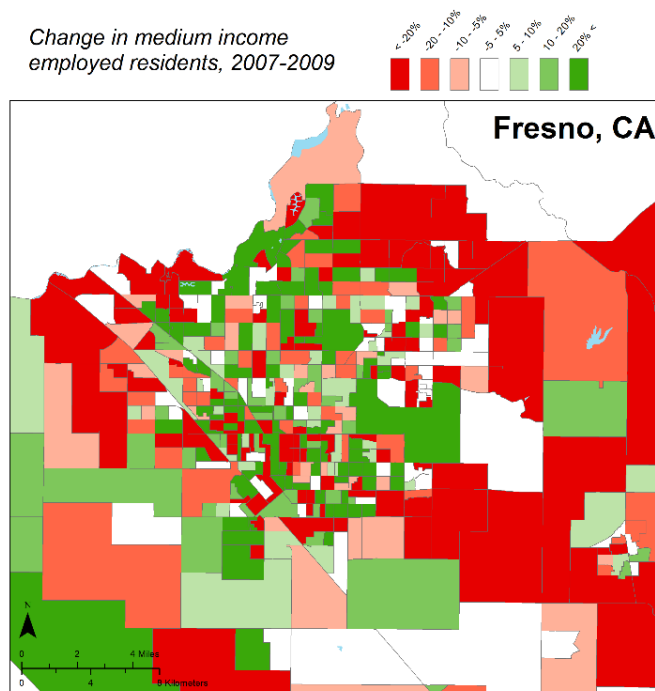 Change in medium income
employed residents, 2007-2009
< -20%
-20 - -10%
-10 - -5%
-5 - 5%
5 - 10%
10 - 20%
20% <
Fresno, CA
N
0 2 4 Miles
0 4 8 Kilometers